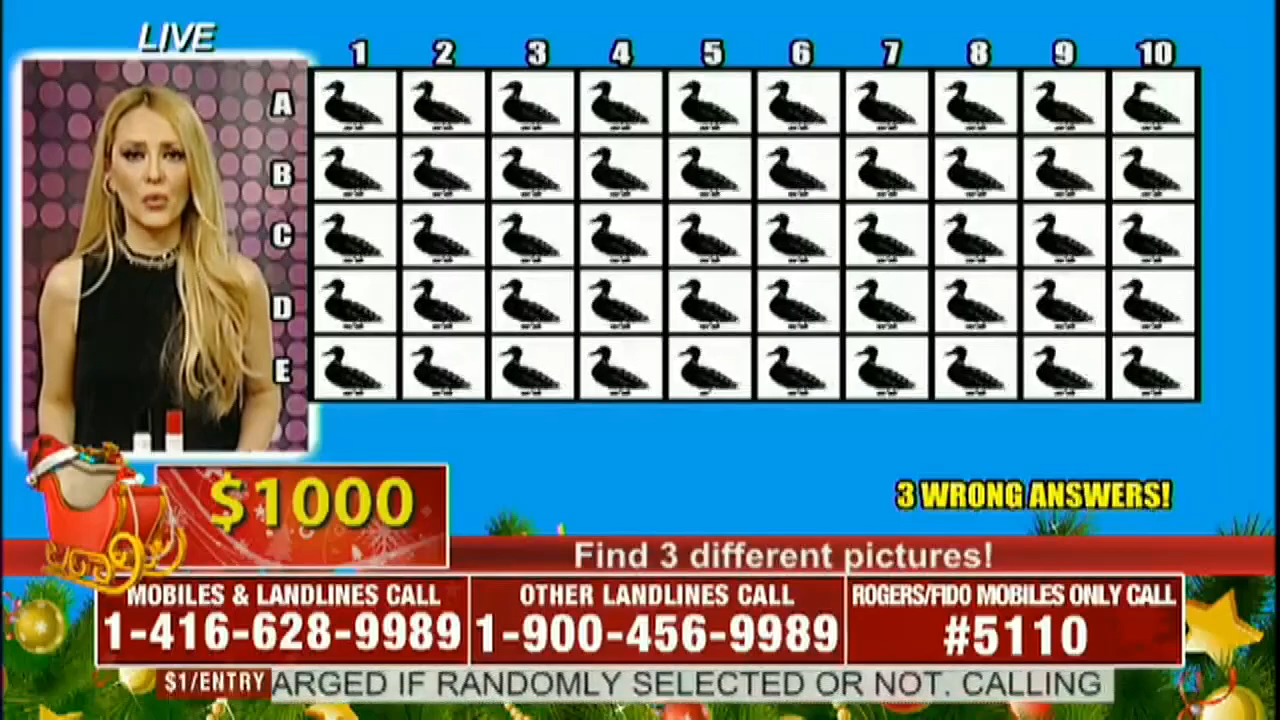 LIVE
1 2 3 4 5 6 7 8 9 10
A
B
C
D
E
$1000
3 WRONG ANSWERS!
Find 3 different pictures!
MOBILES & LANDLINES CALL
1-416-628-9989
OTHER LANDLINES CALL
1-900-456-9989
ROGERS/FIDO MOBILES ONLY CALL
#5110
$1/ENTRY
ARGED IF RANDOMLY SELECTED OR NOT. CALLING